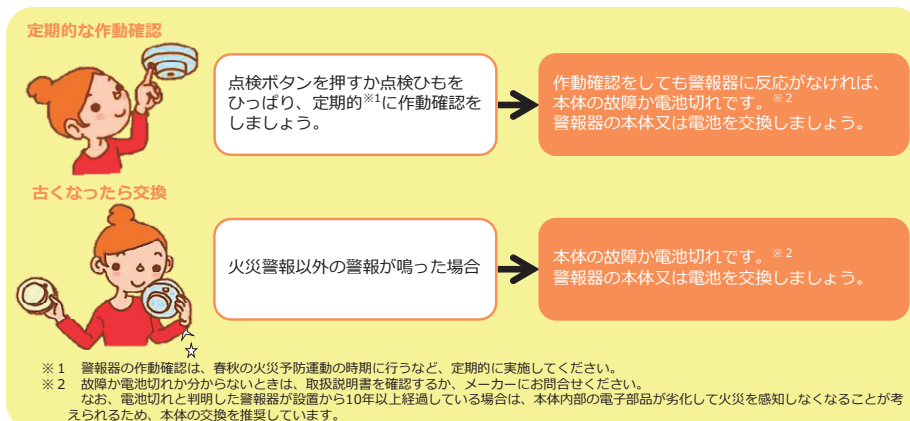 定期的な作動確認
点検ボタンを押すか点検ひもを
ひっぱり、定期的※1に作動確認を
しましょう。
作動確認をしても警報器に反応がなければ、
本体の故障か電池切れです。※2
警報器の本体又は電池を交換しましょう。
古くなったら交換
火災警報以外の警報が鳴った場合
本体の故障か電池切れです。※2
警報器の本体又は電池を交換しましょう。
※1 警報器の作動確認は、春秋の火災予防運動の時期に行うなど、定期的に実施してください。
※2 故障か電池切れか分からないときは、取扱説明書を確認するか、メーカーにお問合せください。
なお、電池切れと判明した警報器が設置から10年以上経過している場合は、本体内部の電子部品が劣化して火災を感知しなくなることが考
えられるため、本体の交換を推奨しています。